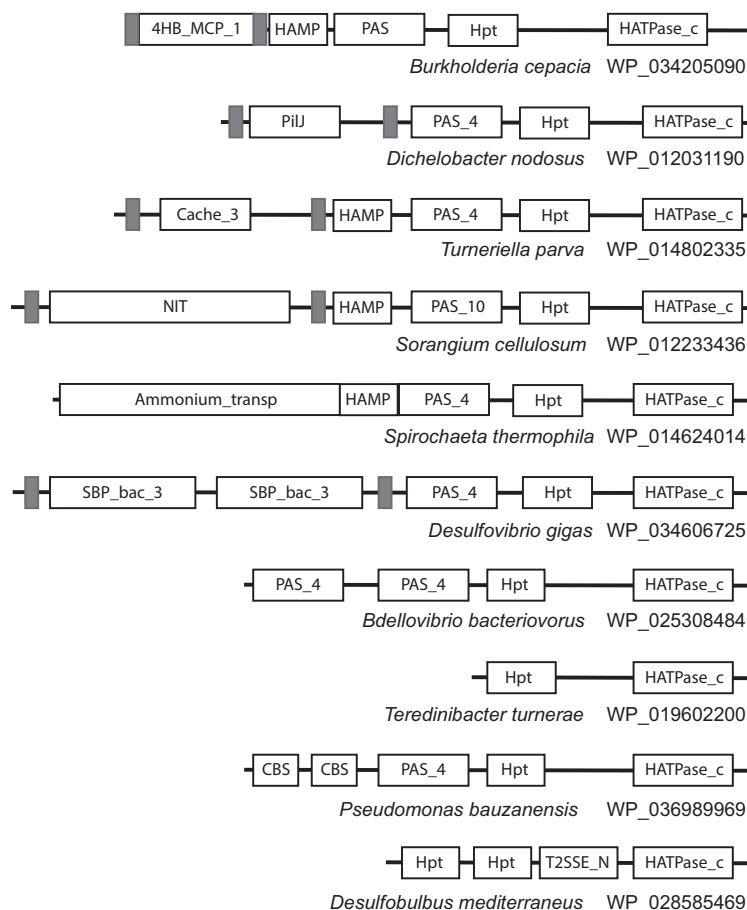 4HB_MCP_1 HAMP PAS Hpt HATPase_c
Burkholderia cepacia WP_034205090
PilJ PAS_4 Hpt HATPase_c
Dichelobacter nodosus WP_012031190
Cache_3 HAMP PAS_4 Hpt HATPase_c
Turneriella parva WP_014802335
NIT HAMP PAS_10 Hpt HATPase_c
Sorangium cellulosum WP_012233436
Ammonium_transp HAMP PAS_4 Hpt HATPase_c
Spirochaeta thermophila WP_014624014
SBP_bac_3 SBP_bac_3 PAS_4 Hpt HATPase_c
Desulfovibrio gigas WP_034606725
PAS_4 PAS_4 Hpt HATPase_c
Bdellovibrio bacteriovorus WP_025308484
Hpt HATPase_c
Teredinibacter turnerae WP_019602200
CBS CBS PAS_4 Hpt HATPase_c
Pseudomonas bauzanensis WP_036989969
Hpt Hpt T2SSE_N HATPase_c
Desulfobulbus mediterraneus WP_028585469